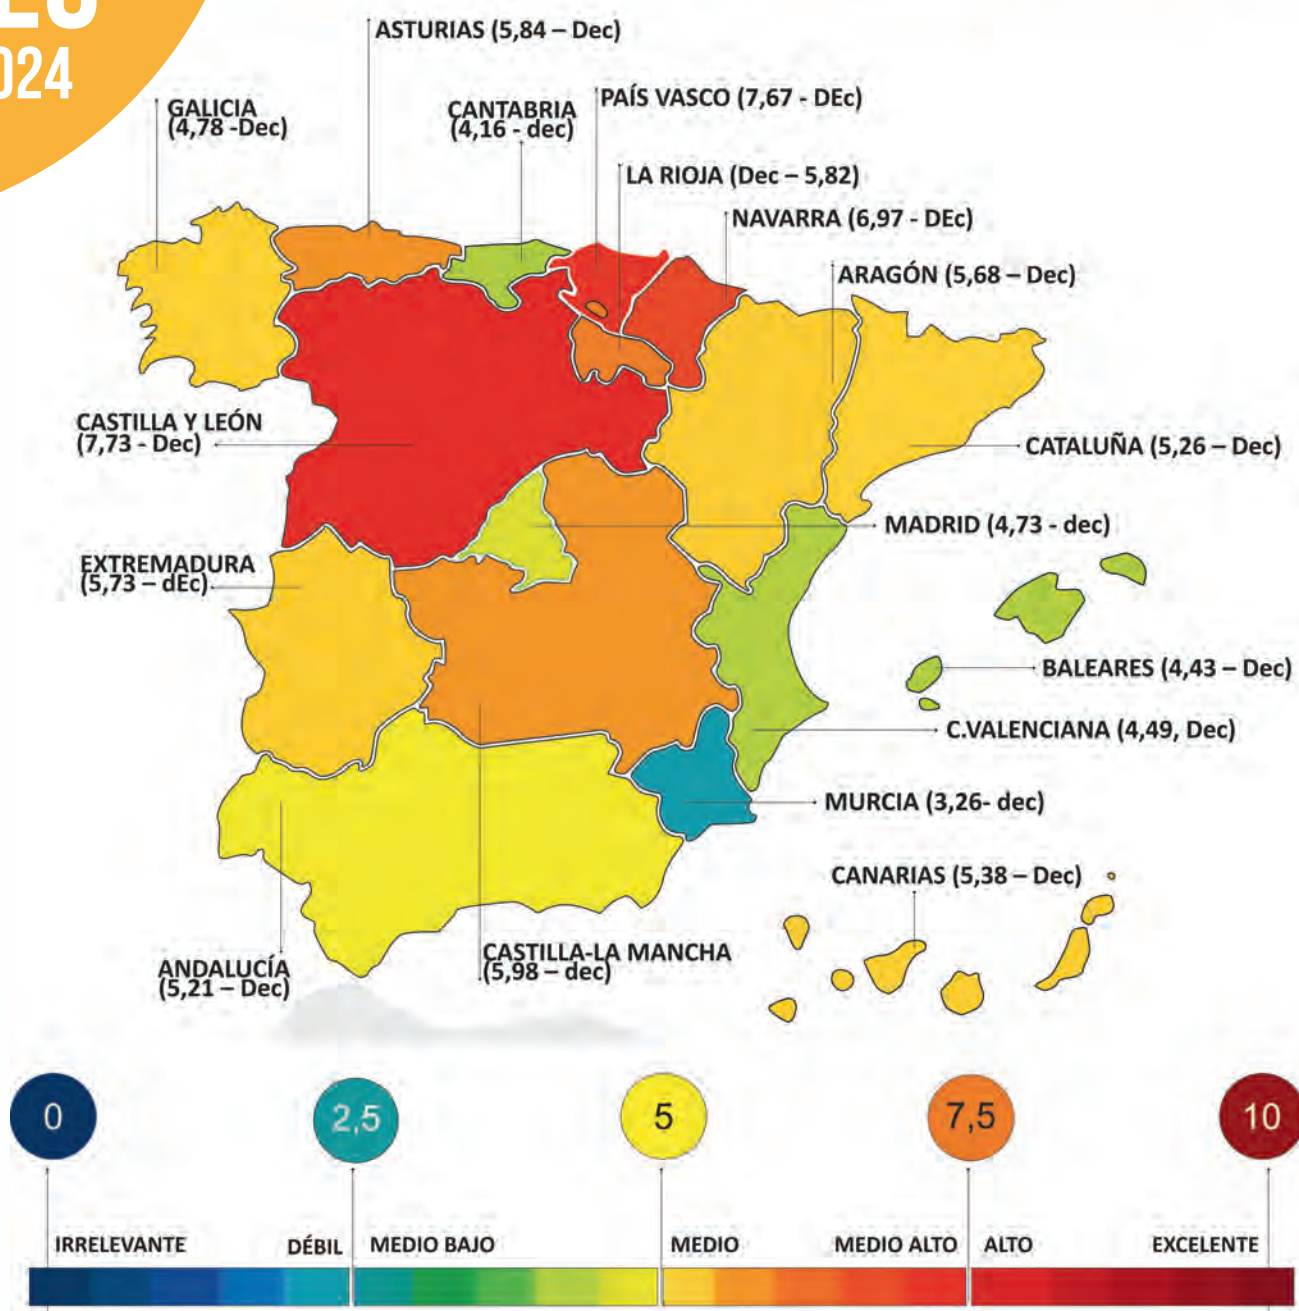 024
ASTURIAS (5,84 – Dec)
GALICIA
(4,78 -Dec)
CANTABRIA
(4,16 - dec)
PAÍS VASCO (7,67 - DEc)
LA RIOJA (Dec – 5,82)
NAVARRA (6,97 - DEc)
ARAGÓN (5,68 – Dec)
CASTILLA Y LEÓN
(7,73 - Dec)
CATALUÑA (5,26 – Dec)
MADRID (4,73 - dec)
EXTREMADURA
(5,73 – dEc)
BALEARES (4,43 – Dec)
C.VALENCIANA (4,49, Dec)
MURCIA (3,26- dec)
CANARIAS (5,38 – Dec)
ANDALUCÍA
(5,21 – Dec)
CASTILLA-LA MANCHA
(5,98 – dec)
0
2,5
5
7,5
10
IRRELEVANTE
DÉBIL
MEDIO BAJO
MEDIO
MEDIO ALTO
ALTO
EXCELENTE